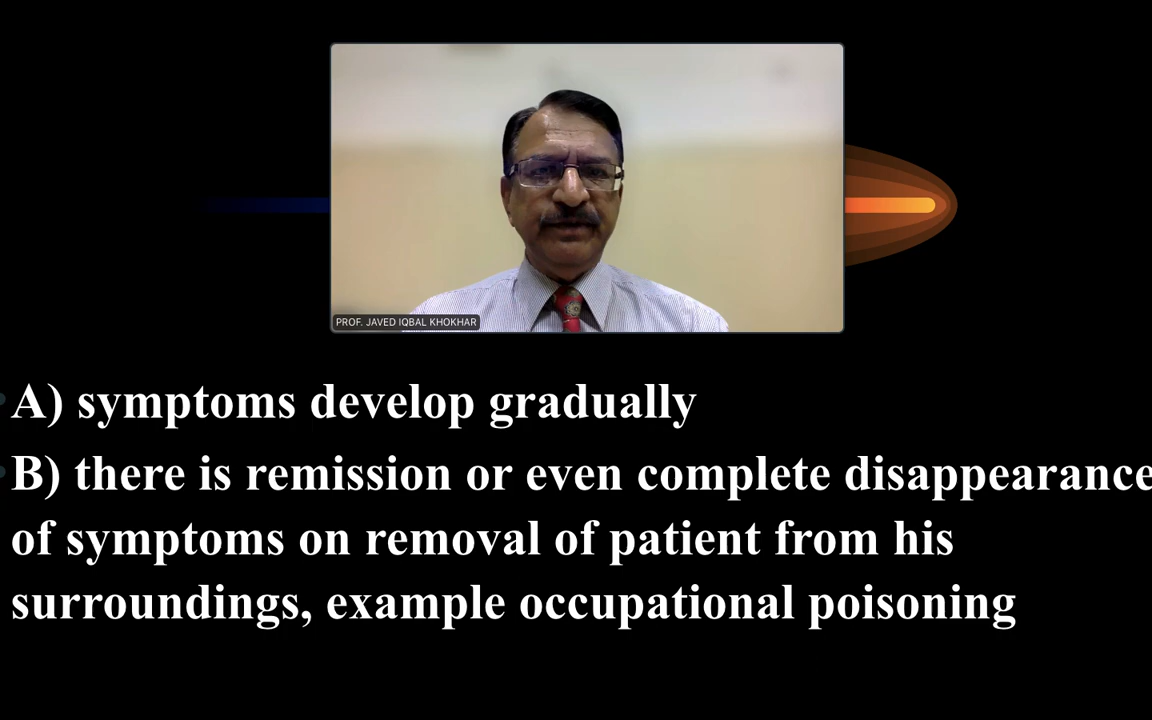 PROF. JAVED IQBAL KHOKHAR
A) symptoms develop gradually
B) there is remission or even complete disappearance
of symptoms on removal of patient from his
surroundings, example occupational poisoning